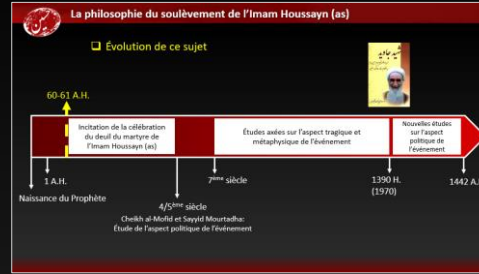 La philosophie du soulèvement de l'Imam Houssayn (as)
Évolution de ce sujet
شهید جاوید
60-61 A.H.
Incitation de la célébration
du deuil du martyre de
l'Imam Houssayn (as)
Études axées sur l'aspect tragique et
métaphysique de l'événement
Nouvelles études
sur l'aspect
politique de
l'événement
1 A.H.
Naissance du Prophète
4/5ème siècle
Cheikh al-Mofid et Sayyid Mourtadha:
Étude de l'aspect politique de l'événement
7ème siècle
1390 H.
(1970)
1442 A.H.